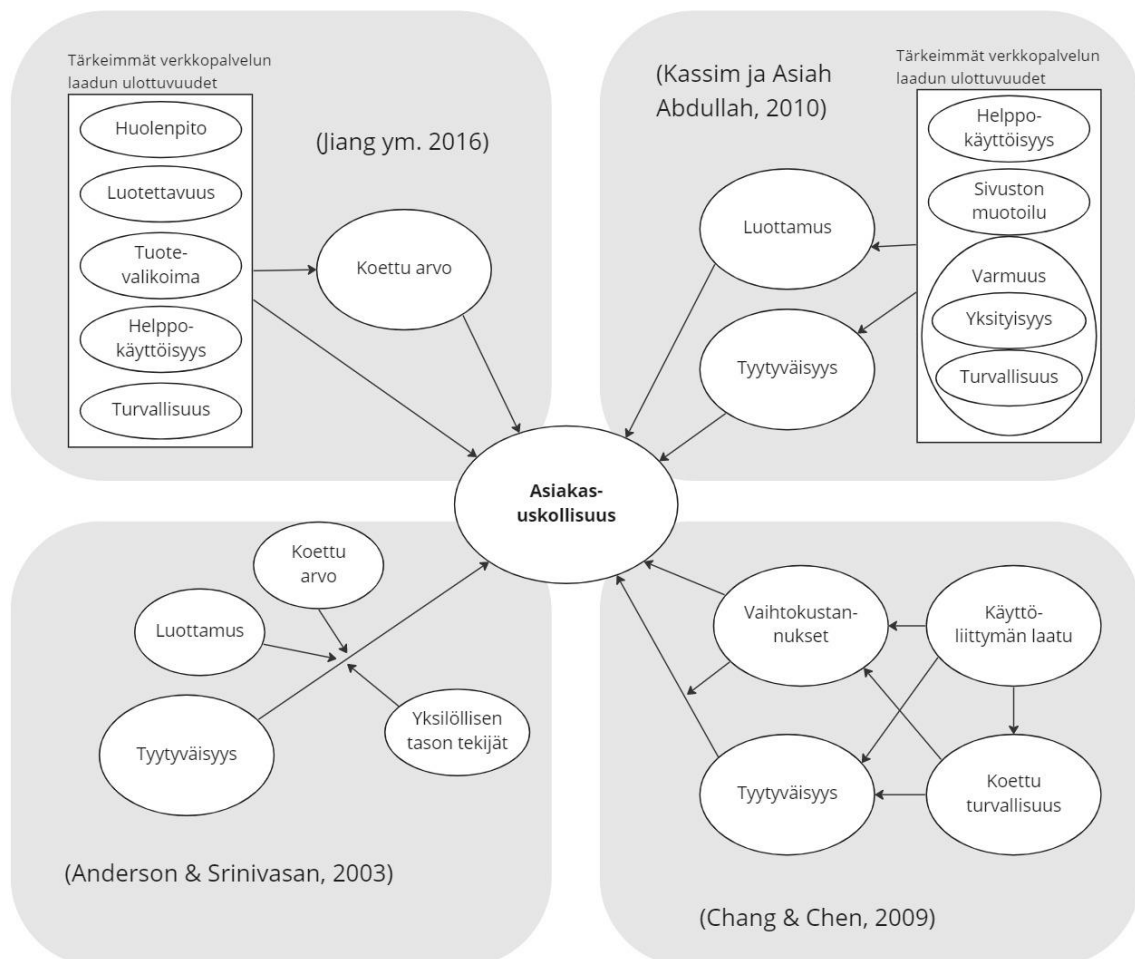 Tärkeimmät verkkopalvelun
laadun ulottuvuudet
Huolenpito
Luotettavuus
Tuote-
valikoima
Helppo-
käyttöisyys
Turvallisuus
(Jiang ym. 2016)
Koettu arvo
(Kassim ja Asiah
Abdullah, 2010)
Tärkeimmät verkkopalvelun
laadun ulottuvuudet
Helppo-
käyttöisyys
Sivuston
muotoilu
Varmuus
Yksityisyys
Turvallisuus
Luottamus
Tyytyväisyys
Asiakas-
uskollisuus
Koettu
arvo
Luottamus
Tyytyväisyys
Yksilöllisen
tason tekijät
(Anderson & Srinivasan, 2003)
Vaihtokustan-
nukset
Käyttö-
liittymän laatu
Tyytyväisyys
Koettu
turvallisuus
(Chang & Chen, 2009)